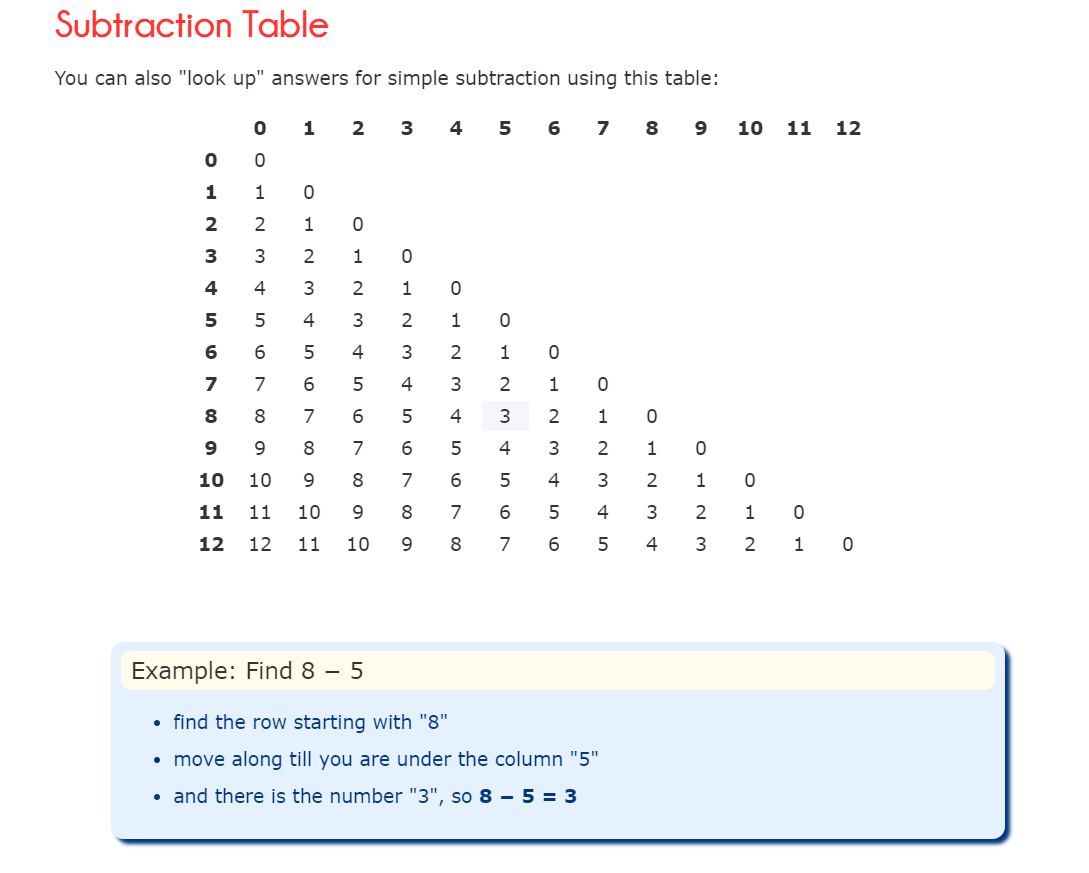 Subtraction Table
You can also "look up" answers for simple subtraction using this table:
0 1 2 3 4 5 6 7 8 9 10 11 12
0 0
1 1 0
2 2 1 0
3 3 2 1 0
4 4 3 2 1 0
5 5 4 3 2 1 0
6 6 5 4 3 2 1 0
7 7 6 5 4 3 2 1 0
8 8 7 6 5 4 3 2 1 0
9 9 8 7 6 5 4 3 2 1 0
10 10 9 8 7 6 5 4 3 2 1 0
11 11 10 9 8 7 6 5 4 3 2 1 0
12 12 11 10 9 8 7 6 5 4 3 2 1 0
Example: Find 8 − 5
• find the row starting with "8"
• move along till you are under the column "5"
• and there is the number "3", so 8 − 5 = 3